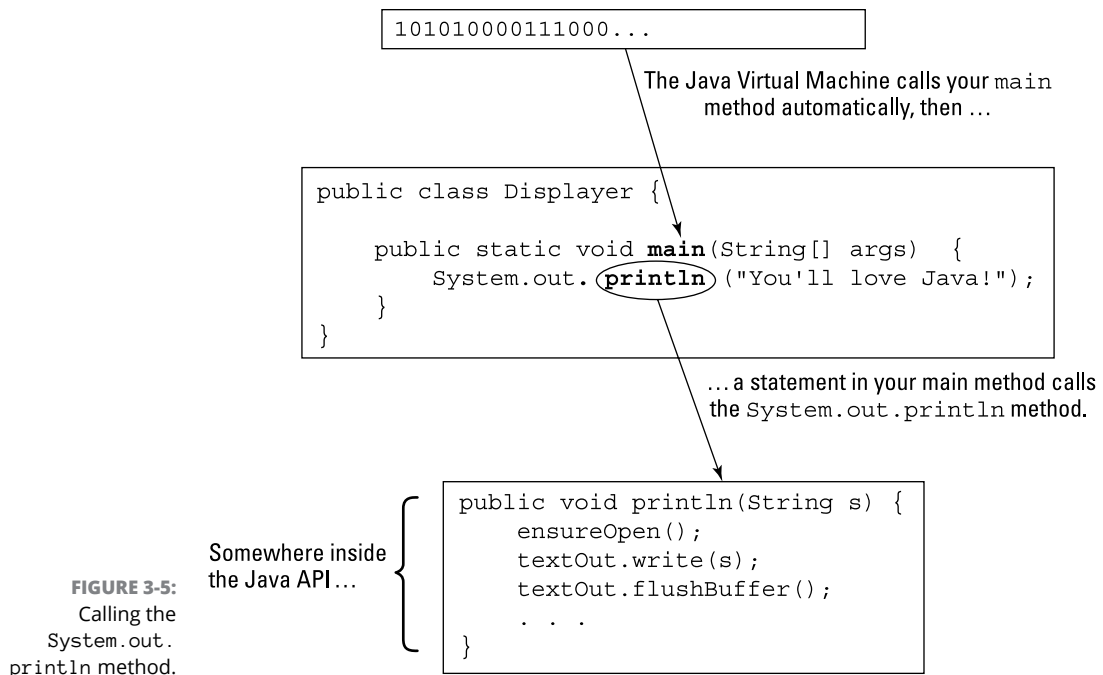 101010000111000...
The Java Virtual Machine calls your main
method automatically, then ...
public class Displayer {
public static void main(String[] args) {
System.out. println ("You'll love Java!");
}
}
... a statement in your main method calls
the System.out.println method.
Somewhere inside
the Java API ...
public void println(String s) {
ensureOpen();
textOut.write(s);
textOut.flushBuffer();
. . .
}
FIGURE 3-5:
Calling the
System.out.
println method.